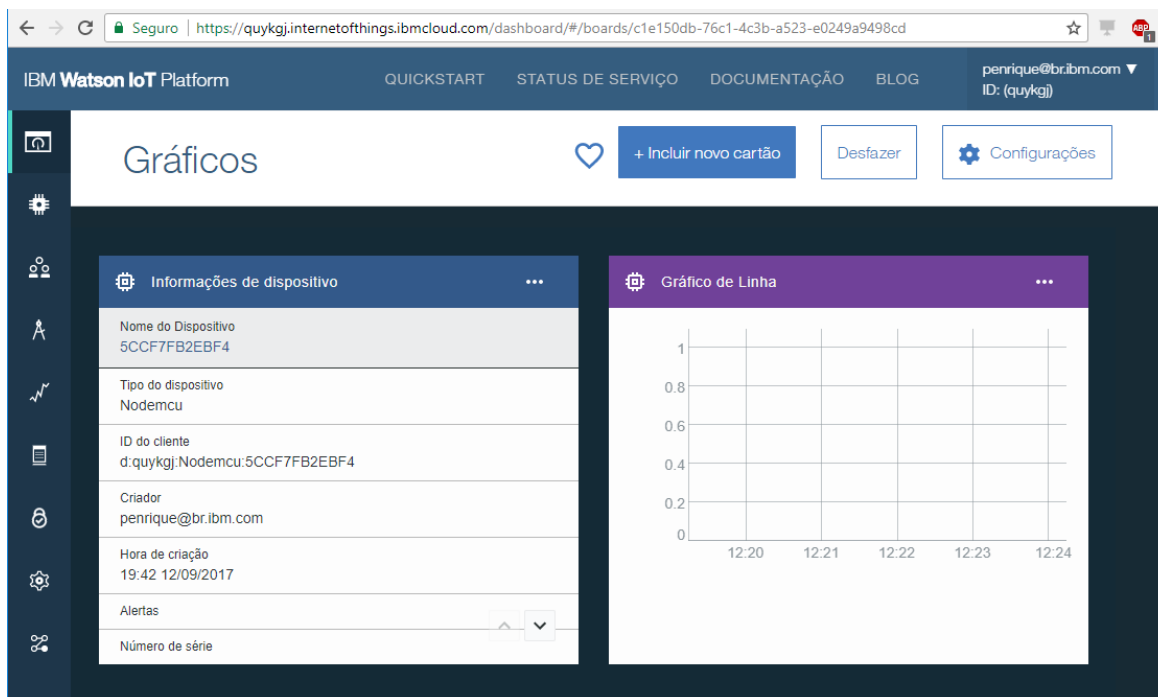 Seguro | https://quykgj.internetofthings.ibmcloud.com/dashboard/#/boards/c1e150db-76c1-4c3b-a523-e0249a9498cd
ABP
1
IBM Watson IoT Platform
QUICKSTART
STATUS DE SERVIÇO
DOCUMENTAÇÃO
BLOG
penrique@br.ibm.com ▼
ID: (quykgj)
Gráficos
+ Incluir novo cartão
Desfazer
Configurações
Informações de dispositivo
Nome do Dispositivo
5CCF7FB2EBF4
Tipo do dispositivo
Nodemcu
ID do cliente
d:quykgj:Nodemcu:5CCF7FB2EBF4
Criador
penrique@br.ibm.com
Hora de criação
19:42 12/09/2017
Alertas
Número de série
Gráfico de Linha
1
0.8
0.6
0.4
0.2
0
12:20 12:21 12:22 12:23 12:24